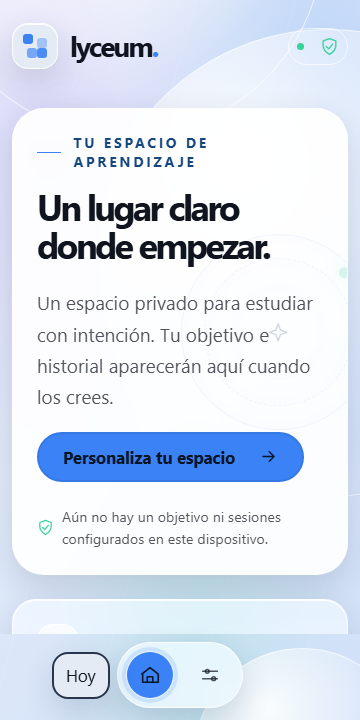 lyceum.
TU ESPACIO DE
APRENDIZAJE
Un lugar claro
donde empezar.
Un espacio privado para estudiar
con intención. Tu objetivo e
historial aparecerán aquí cuando
los crees.
Personaliza tu espacio
Aún no hay un objetivo ni sesiones
configurados en este dispositivo.
Hoy